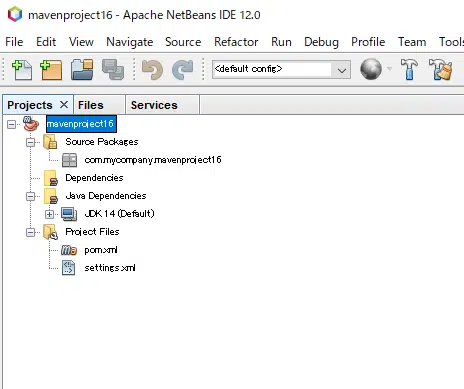 mavenproject16 - Apache NetBeans IDE 12.0
File Edit View Navigate Source Refactor Run Debug Profile Team Tools
<default config>
Projects Files Services
mavenproject16
Source Packages
com.mycompany.mavenproject16
Dependencies
Java Dependencies
JDK 14 (Default)
Project Files
pom.xml
settings.xml